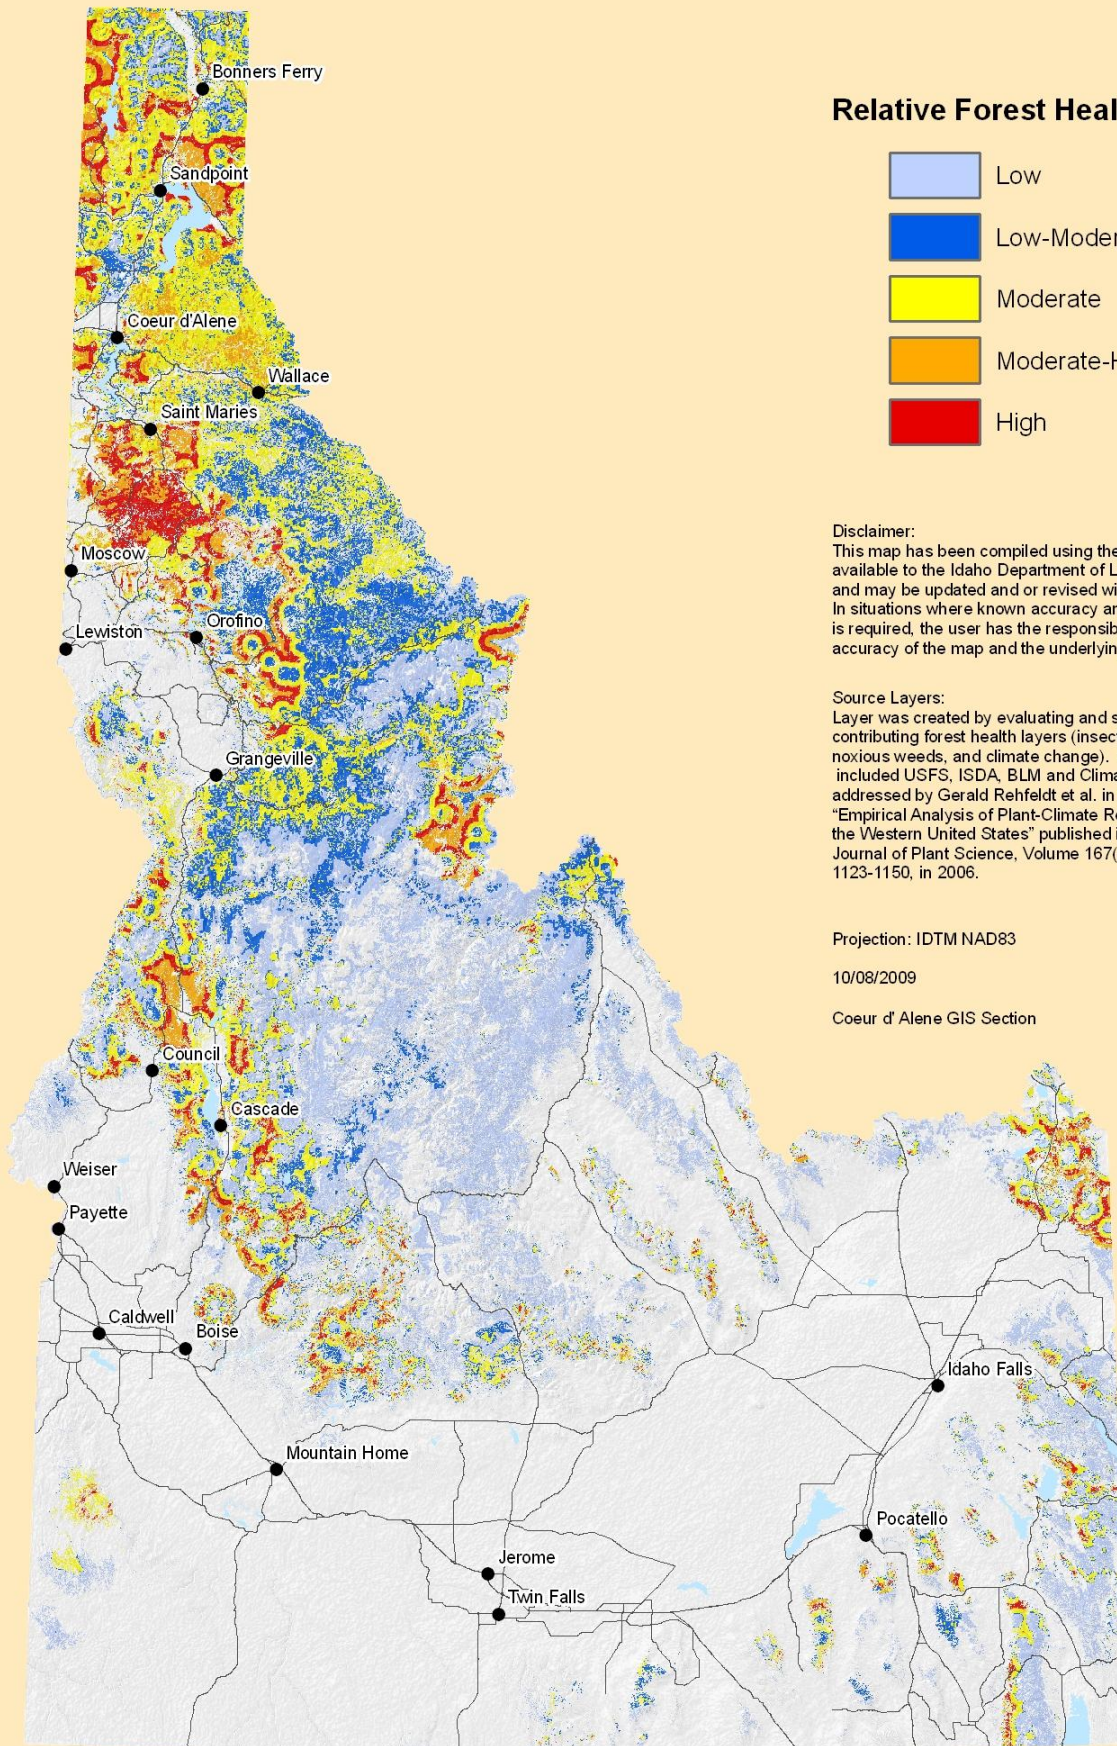 Bonners Ferry
Sandpoint
Coeur d'Alene
Wallace
Saint Maries
Moscow
Orofino
Lewiston
Grangeville
Council
Cascade
Weiser
Payette
Caldwell
Boise
Idaho Falls
Mountain Home
Pocatello
Jerome
Twin Falls
Relative Forest Heal
Low
Low-Moder
Moderate
Moderate-H
High
Disclaimer:
This map has been compiled using the
available to the Idaho Department of L
and may be updated and or revised wi
In situations where known accuracy an
is required, the user has the responsib
accuracy of the map and the underlyin
Source Layers:
Layer was created by evaluating and s
contributing forest health layers (insec
noxious weeds, and climate change).
included USFS, ISDA, BLM and Clima
addressed by Gerald Rehfeldt et al. in
“Empirical Analysis of Plant-Climate Re
the Western United States” published i
Journal of Plant Science, Volume 167(
1123-1150, in 2006.
Projection: IDTM NAD83
10/08/2009
Coeur d' Alene GIS Section